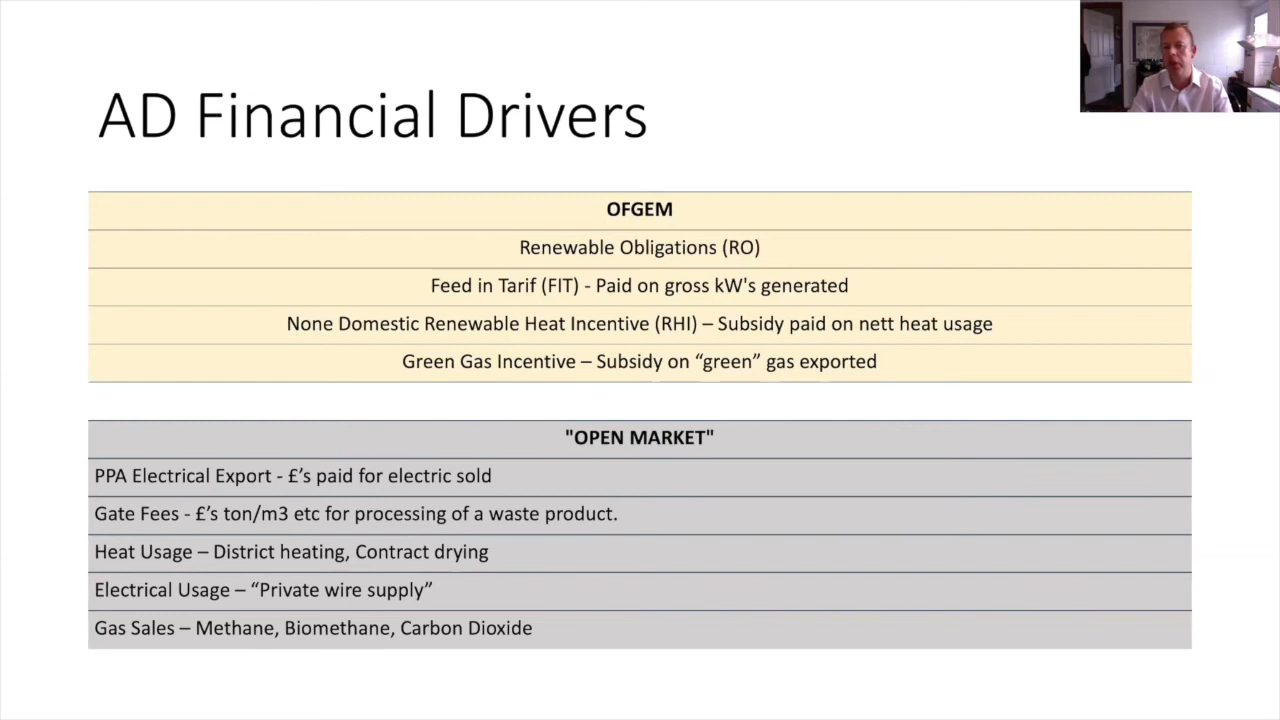 AD Financial Drivers
OFGEM
Renewable Obligations (RO)
Feed in Tarif (FIT) - Paid on gross kW's generated
None Domestic Renewable Heat Incentive (RHI) – Subsidy paid on nett heat usage
Green Gas Incentive – Subsidy on “green” gas exported
"OPEN MARKET"
PPA Electrical Export - £’s paid for electric sold
Gate Fees - £’s ton/m3 etc for processing of a waste product.
Heat Usage – District heating, Contract drying
Electrical Usage – “Private wire supply”
Gas Sales – Methane, Biomethane, Carbon Dioxide